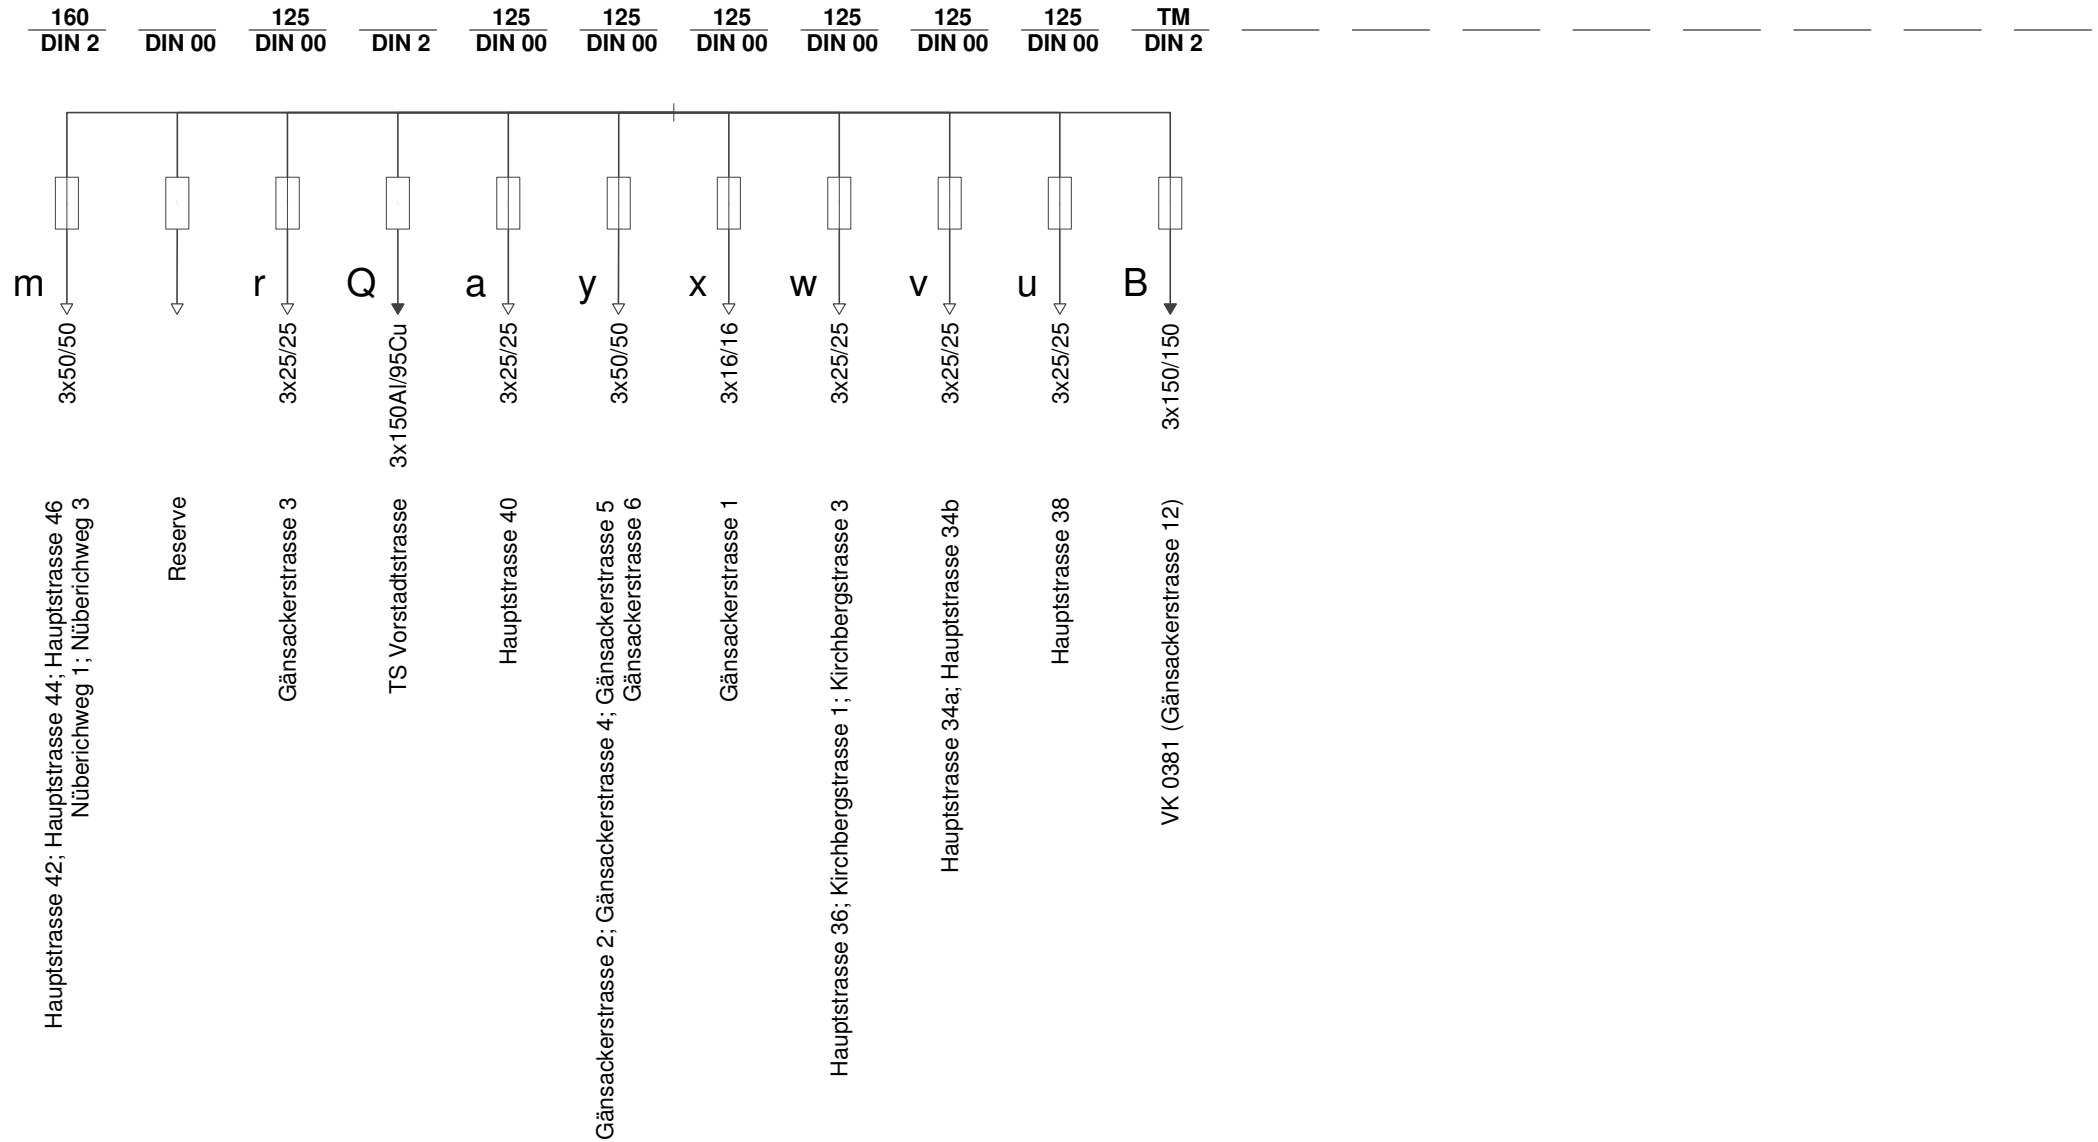 160
DIN 2
DIN 00
125
DIN 00
DIN 2
125
DIN 00
125
DIN 00
125
DIN 00
125
DIN 00
125
DIN 00
125
DIN 00
TM
DIN 2
m
r
Q
a
y
x
w
v
u
B
3x50/50
3x25/25
3x150Al/95Cu
3x25/25
3x50/50
3x16/16
3x25/25
3x25/25
3x25/25
3x150/150
Hauptstrasse 42; Hauptstrasse 44; Hauptstrasse 46
Nüberichweg 1; Nüberichweg 3
Reserve
Gänsackerstrasse 3
TS Vorstadtstrasse
Hauptstrasse 40
Gänsackerstrasse 2; Gänsackerstrasse 4; Gänsackerstrasse 5
Gänsackerstrasse 6
Gänsackerstrasse 1
Hauptstrasse 36; Kirchbergstrasse 1; Kirchbergstrasse 3
Hauptstrasse 34a; Hauptstrasse 34b
Hauptstrasse 38
VK 0381 (Gänsackerstrasse 12)